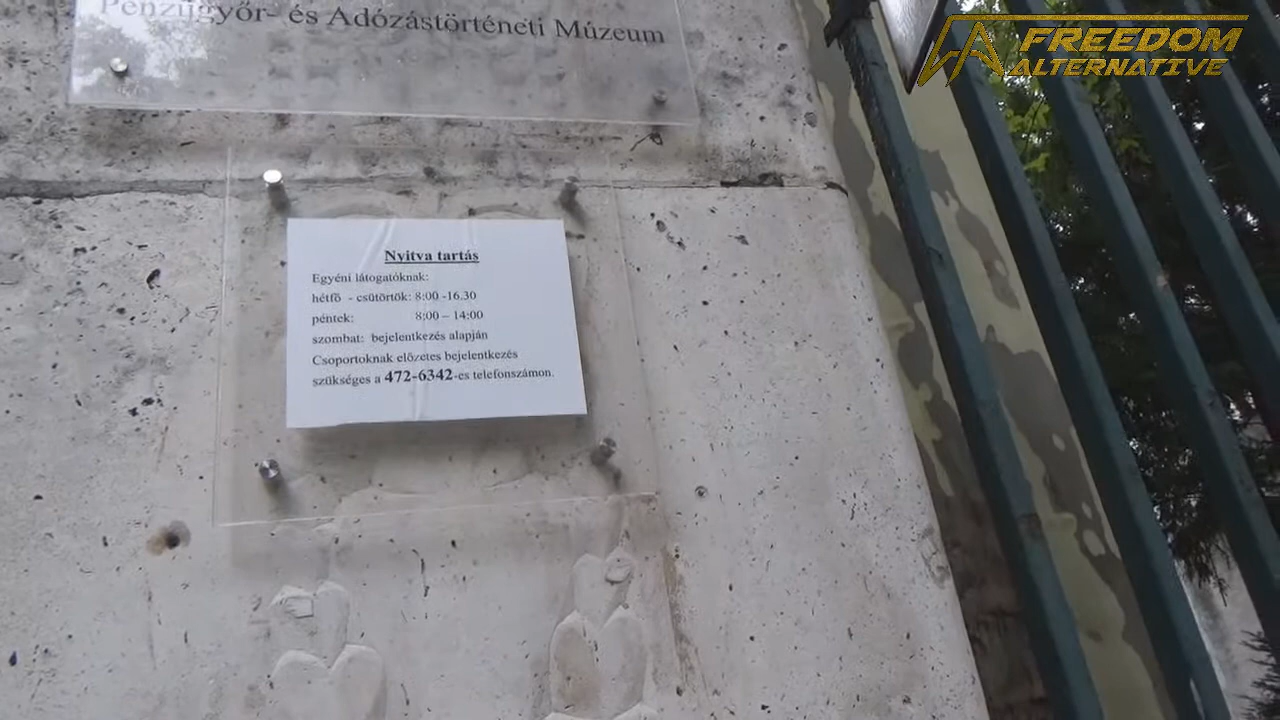 Pénzügyőr- és Adózástörténeti Múzeum
FREEDOM
ALTERNATIVE
Nyitva tartás
Egyéni látogatóknak:
hétfő - csütörtök: 8:00 -16.30
péntek: 8:00 – 14:00
szombat: bejelentkezés alapján
Csoportoknak előzetes bejelentkezés
szükséges a 472-6342-es telefonszámon.